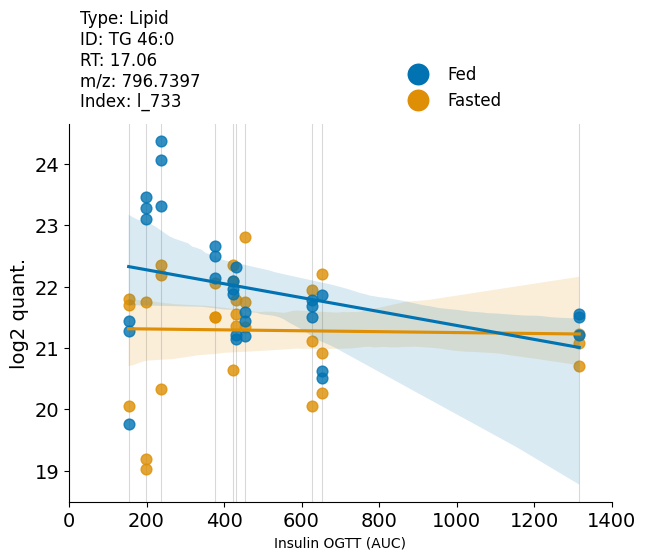 Type: Lipid
ID: TG 46:0
RT: 17.06
m/z: 796.7397
Index: l_733
Fed
Fasted
24
23
22
21
20
19
log2 quant.
0 200 400 600 800 1000 1200 1400
Insulin OGTT (AUC)